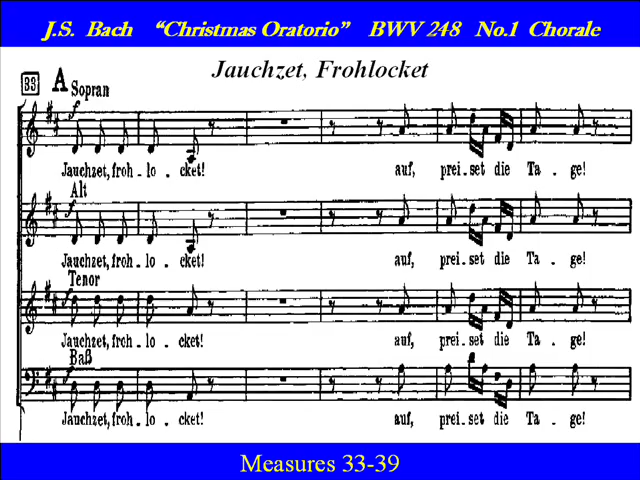 J.S. Bach "Christmas Oratorio" BWV 248 No.1 Chorale
Jauchzet, Frohlocket
33 A
Sopran
f
Jauchzet, froh - lo - cket! auf, prei - set die Ta - ge!
Alt
f
Jauchzet, froh - lo - cket! auf, prei - set die Ta - ge!
Tenor
f
Jauchzet, froh - lo - cket! auf, prei - set die Ta - ge!
Baß
f
Jauchzet, froh - lo - cket! auf, prei - set die Ta - ge!
Measures 33-39